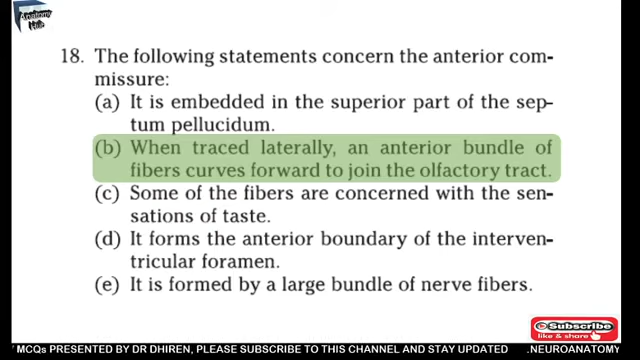 Anatomy
Hub
18. The following statements concern the anterior com-
missure:
(a) It is embedded in the superior part of the sep-
tum pellucidum.
(b) When traced laterally, an anterior bundle of
fibers curves forward to join the olfactory tract.
(c) Some of the fibers are concerned with the sen-
sations of taste.
(d) It forms the anterior boundary of the interven-
tricular foramen.
(e) It is formed by a large bundle of nerve fibers.
Subscribe
like & share
MCQs PRESENTED BY DR DHIREN, PLEASE SUBSCRIBE TO THIS CHANNEL AND STAY UPDATED .NEUROANATOMY